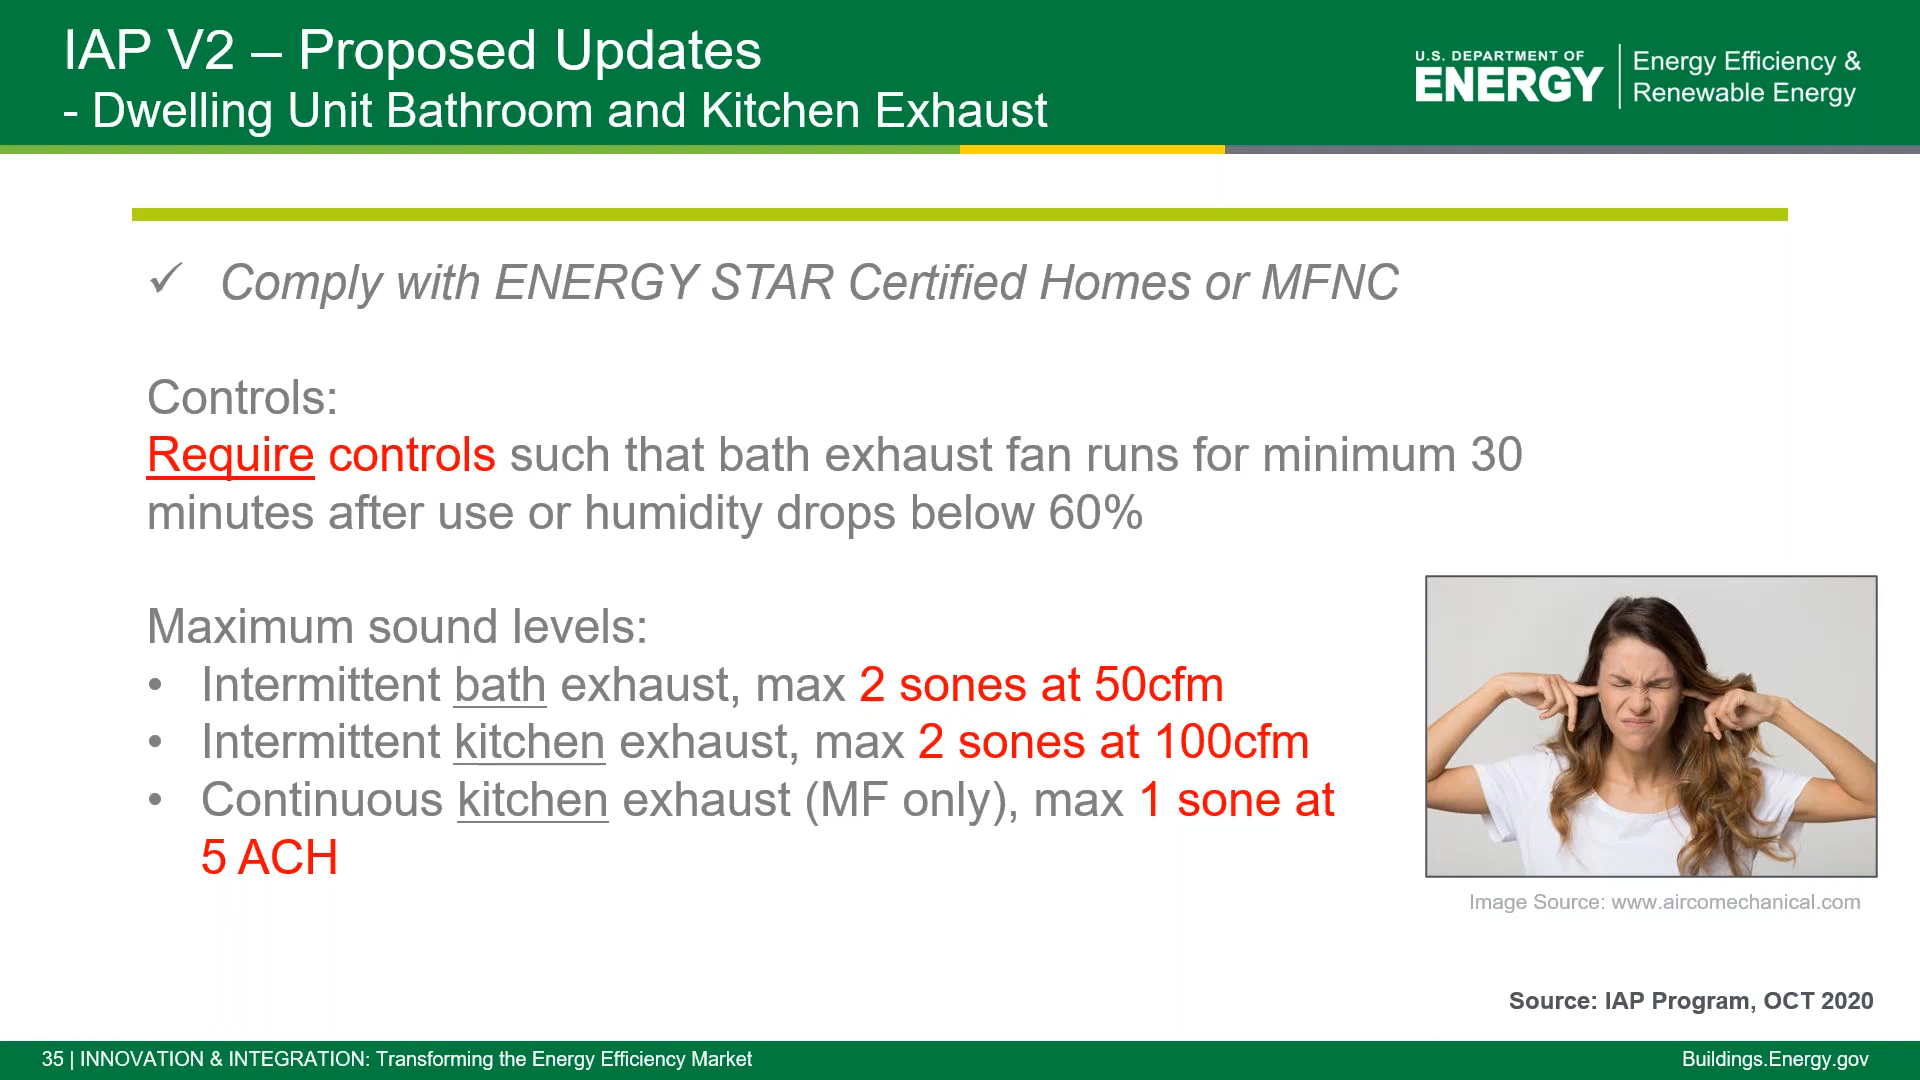 IAP V2 – Proposed Updates
- Dwelling Unit Bathroom and Kitchen Exhaust
U.S. DEPARTMENT OF
ENERGY
Energy Efficiency &
Renewable Energy
✓ Comply with ENERGY STAR Certified Homes or MFNC
Controls:
Require controls such that bath exhaust fan runs for minimum 30
minutes after use or humidity drops below 60%
Maximum sound levels:
• Intermittent bath exhaust, max 2 sones at 50cfm
• Intermittent kitchen exhaust, max 2 sones at 100cfm
• Continuous kitchen exhaust (MF only), max 1 sone at
5 ACH
Image Source: www.aircomechanical.com
Source: IAP Program, OCT 2020
35 | INNOVATION & INTEGRATION: Transforming the Energy Efficiency Market
Buildings.Energy.gov